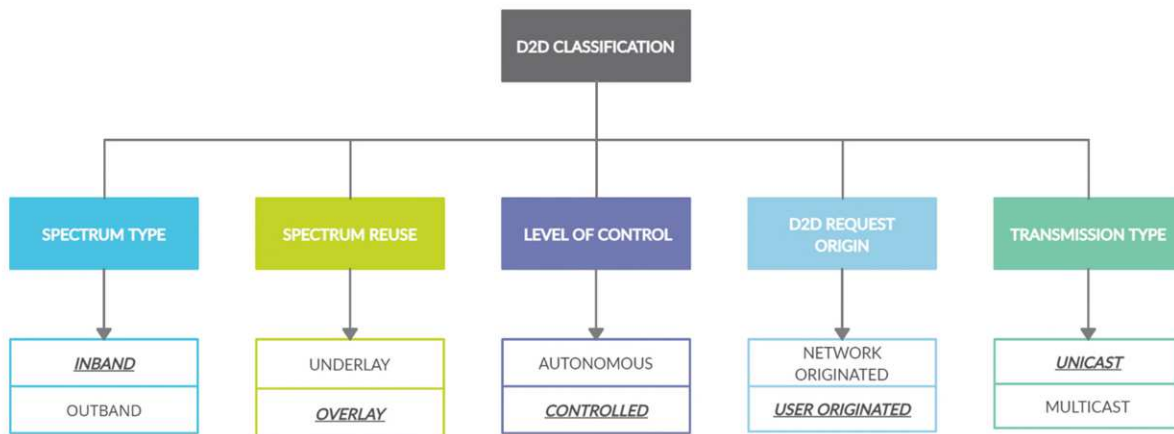 D2D CLASSIFICATION
SPECTRUM TYPE
SPECTRUM REUSE
LEVEL OF CONTROL
D2D REQUEST
ORIGIN
TRANSMISSION TYPE
INBAND
OUTBAND
UNDERLAY
OVERLAY
AUTONOMOUS
CONTROLLED
NETWORK
ORIGINATED
USER ORIGINATED
UNICAST
MULTICAST